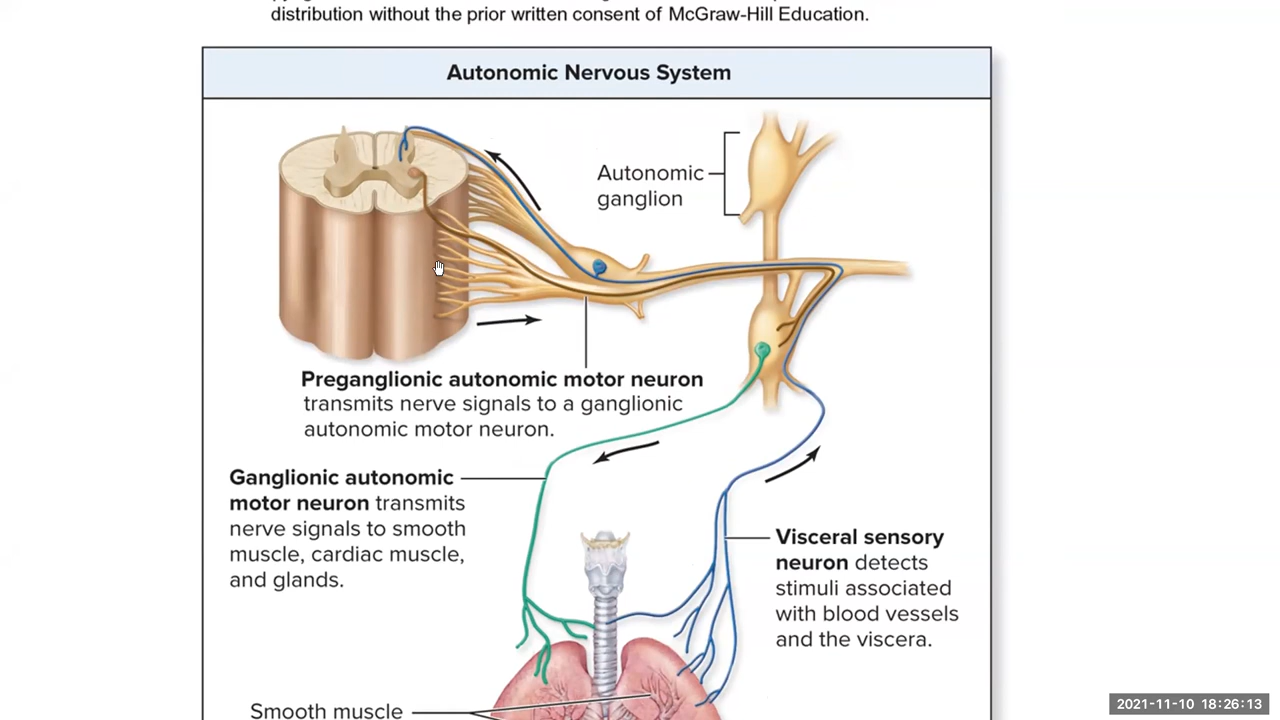 distribution without the prior written consent of McGraw-Hill Education.
Autonomic Nervous System
Autonomic
ganglion
Preganglionic autonomic motor neuron
transmits nerve signals to a ganglionic
autonomic motor neuron.
Ganglionic autonomic
motor neuron transmits
nerve signals to smooth
muscle, cardiac muscle,
and glands.
Visceral sensory
neuron detects
stimuli associated
with blood vessels
and the viscera.
Smooth muscle
2021-11-10 18:26:13